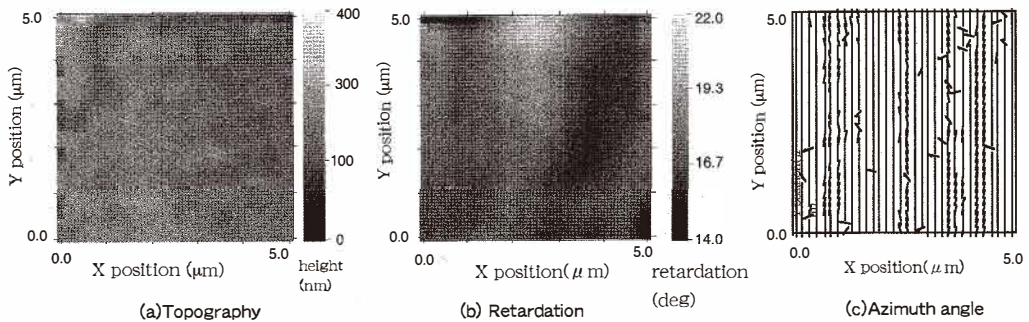 5.0
Y position (μm)
0.0
0.0
5.0
X position (μm)
400
300
100
0
height
(nm)
(a)Topography
5.0
Y position (μm)
0.0
0.0
5.0
X position(μm)
22.0
19.3
16.7
14.0
retardation
(deg)
(b) Retardation
5.0
Y position (μm)
0.0
0.0
5.0
X position(μm)
(c)Azimuth angle